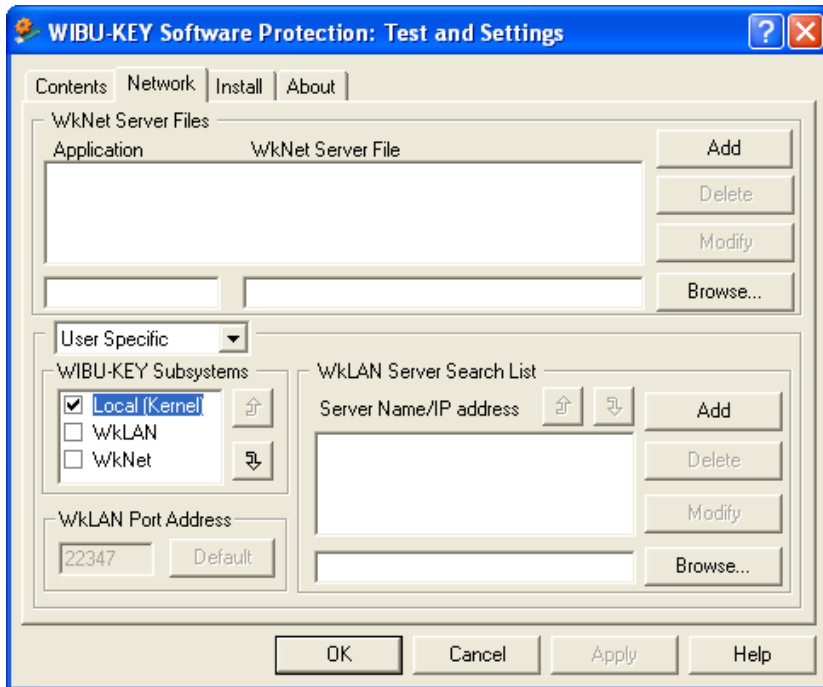 WIBU-KEY Software Protection: Test and Settings
Contents Network Install About
WkNet Server Files
Application WkNet Server File
Add
Delete
Modify
Browse...
User Specific
WIBU-KEY Subsystems
Local (Kernel)
WkLAN
WkNet
WkLAN Port Address
22347 Default
WkLAN Server Search List
Server Name/IP address
Add
Delete
Modify
Browse...
OK Cancel Apply Help